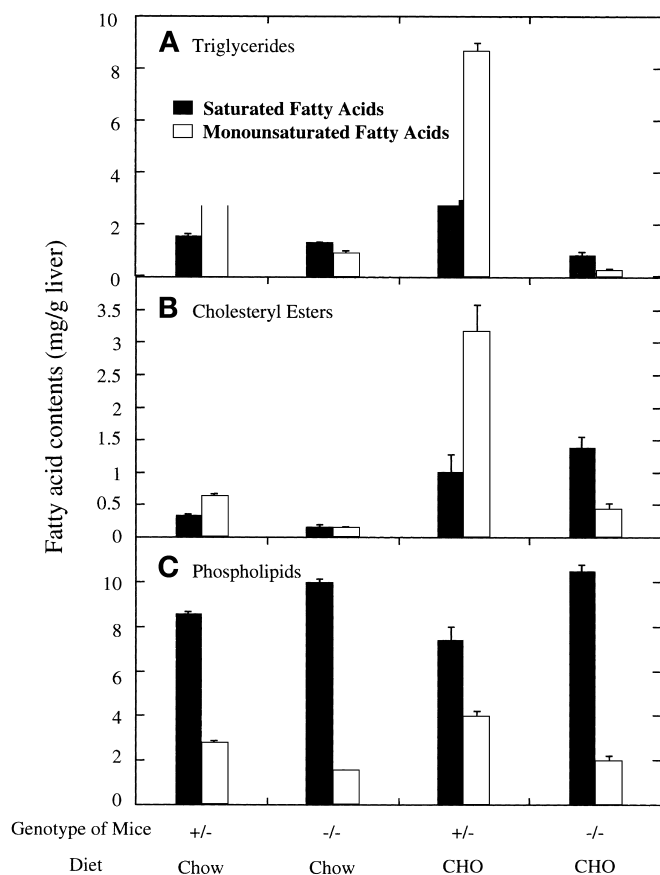 10
A Triglycerides
8
Saturated Fatty Acids
6
Monounsaturated Fatty Acids
4
2
0
B Cholesteryl Esters
3.5
3
2.5
2
1.5
1
0.5
0
C Phospholipids
10
8
6
4
2
0
Fatty acid contents (mg/g liver)
Genotype of Mice +/- -/- +/- -/-
Diet Chow Chow CHO CHO